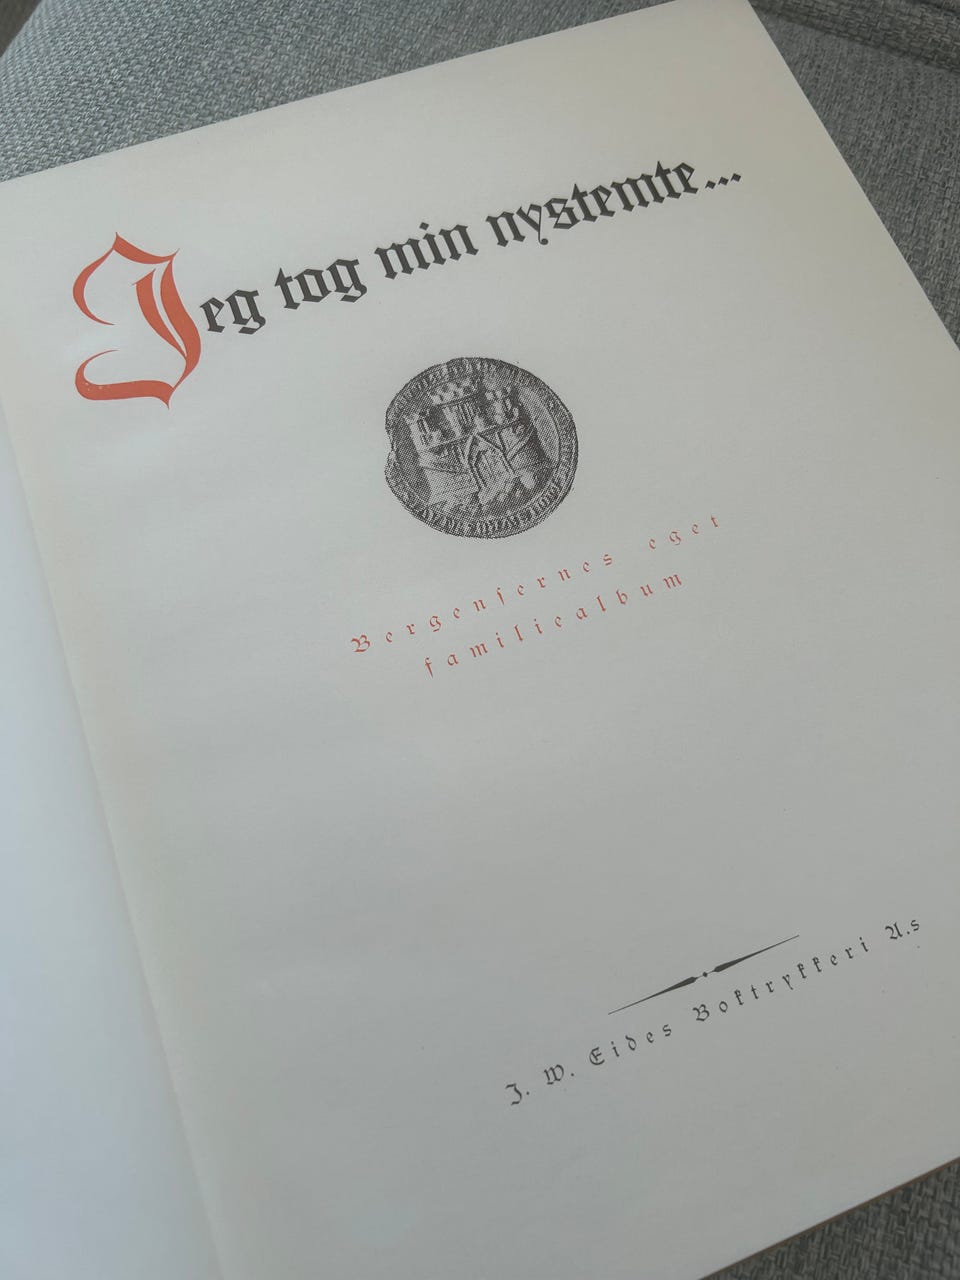 Jeg tog min nystemte...
Bergensernes eget
familiealbum
J. W. Eides Boktrykkeri A.s